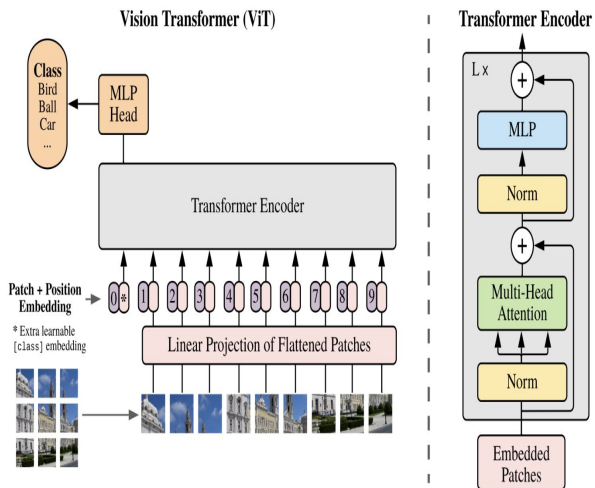 Vision Transformer (ViT)
Class
Bird
Ball
Car
...
MLP
Head
Transformer Encoder
Patch + Position
Embedding
0 * 1 2 3 4 5 6 7 8 9
* Extra learnable
[class] embedding
Linear Projection of Flattened Patches
Transformer Encoder
L ×
+
MLP
Norm
+
Multi-Head
Attention
Norm
Embedded
Patches